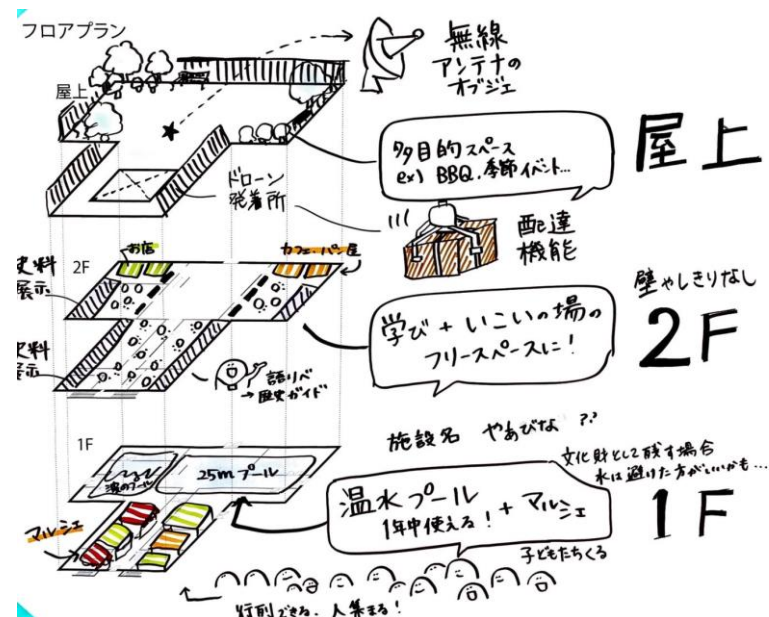 フロアプラン
無線
アンテナの
オブジェ
屋上
多目的スペース
ex) BBQ、季節イベント…
屋上
ドローン
発着所
配達
機能
お店
カフェ・パン屋
2F
史料
展示
壁やしきりなし
2F
学び + いこいの場の
フリースペースに!
史料
展示
語りべ
→歴史ガイド
1F
施設名 やあびな ??
文化財として残す場合
水は避けた方がいいかも…
25mプール
温水プール
1年中使える! + マルシェ
1F
マルシェ
子どもたちくる
行列できる、人集まる!